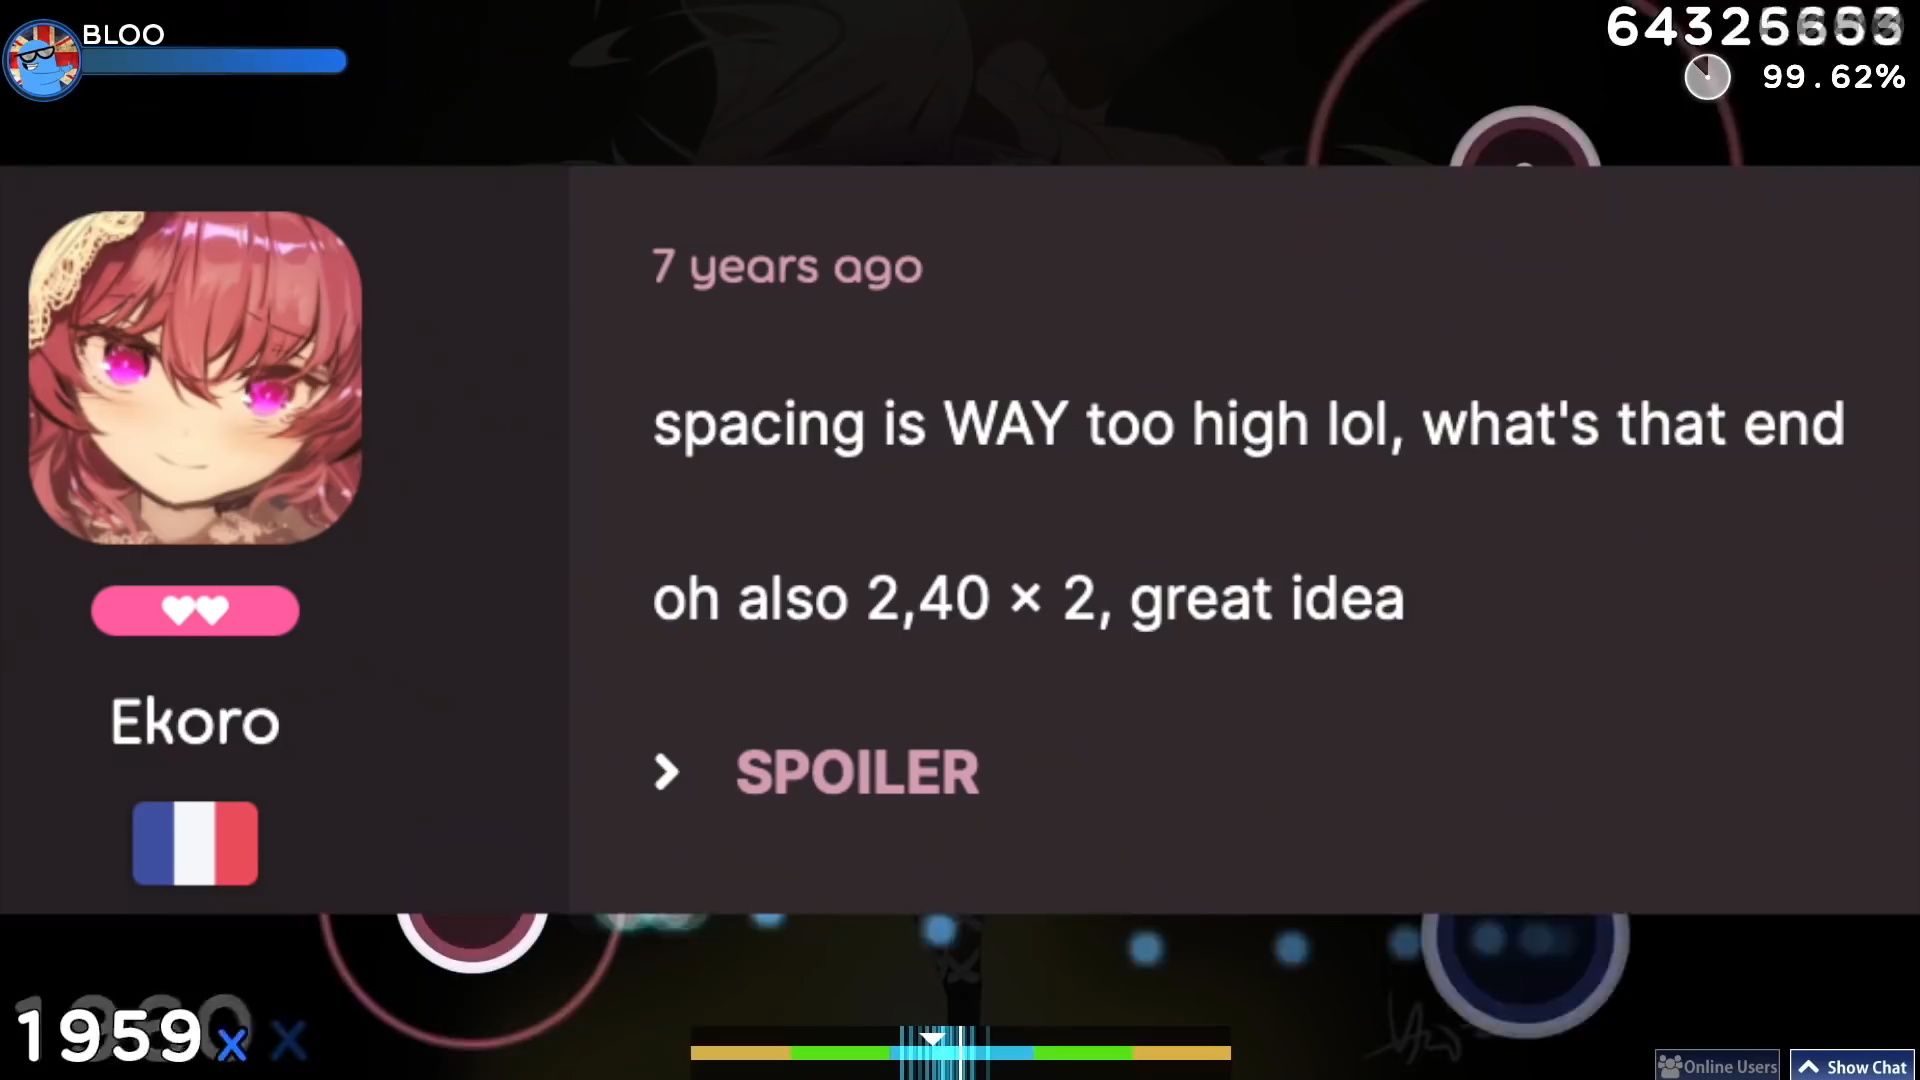 BLOO
99.62%
7 years ago
spacing is WAY too high lol, what's that end
oh also 2,40 × 2, great idea
SPOILER
Ekoro
1959x
Online Users
Show Chat